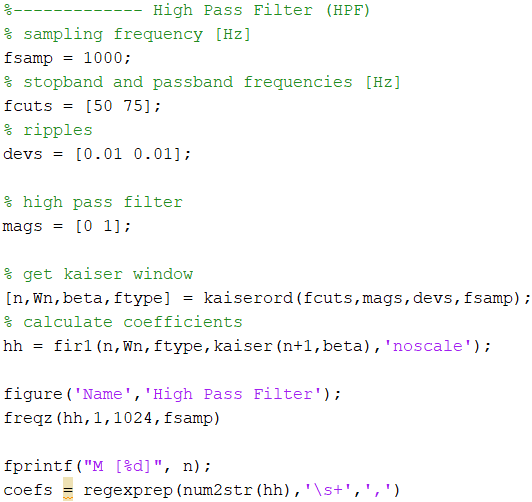 %------------- High Pass Filter (HPF)
% sampling frequency [Hz]
fsamp = 1000;
% stopband and passband frequencies [Hz]
fcuts = [50 75];
% ripples
devs = [0.01 0.01];
% high pass filter
mags = [0 1];
% get kaiser window
[n,Wn,beta,ftype] = kaiserord(fcuts,mags,devs,fsamp);
% calculate coefficients
hh = fir1(n,Wn,ftype,kaiser(n+1,beta),'noscale');
figure('Name','High Pass Filter');
freqz(hh,1,1024,fsamp)
fprintf("M [%d]", n);
coefs = regexprep(num2str(hh),'\s+',',')